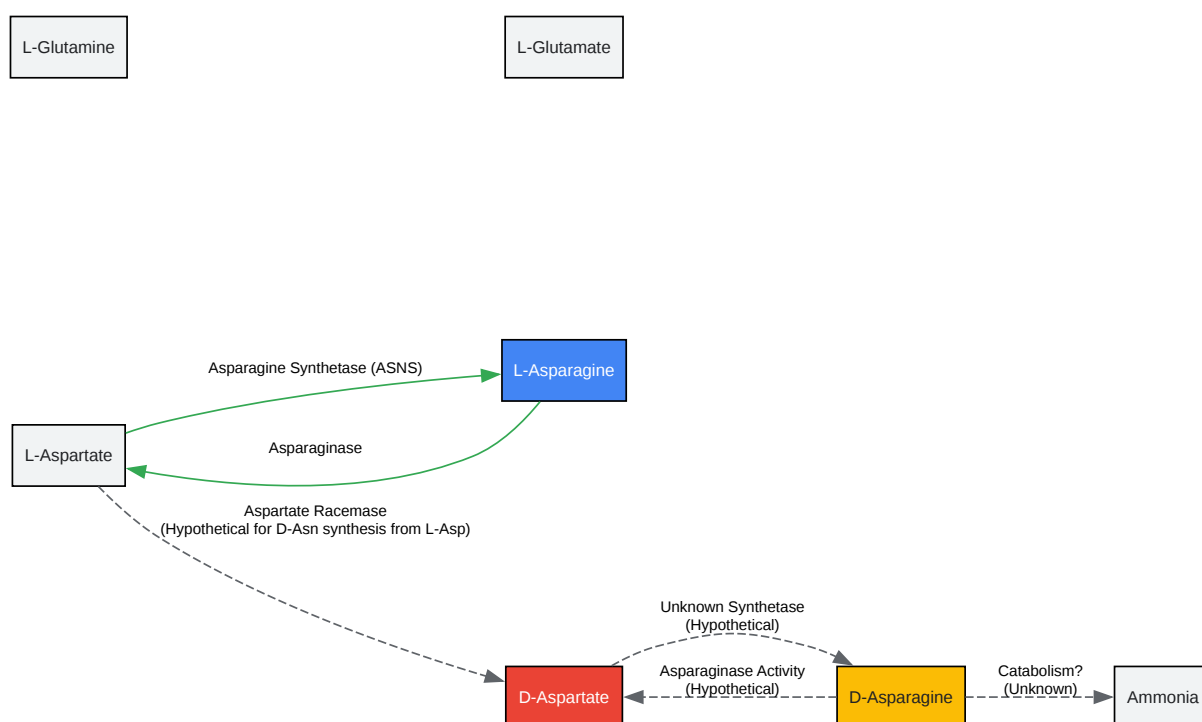 L-Glutamine
L-Glutamate
Asparagine Synthetase (ASNS)
L-Asparagine
Asparaginase
L-Aspartate
Aspartate Racemase
(Hypothetical for D-Asn synthesis from L-Asp)
Unknown Synthetase
(Hypothetical)
Asparaginase Activity
(Hypothetical)
Catabolism?
(Unknown)
D-Aspartate
D-Asparagine
Ammonia